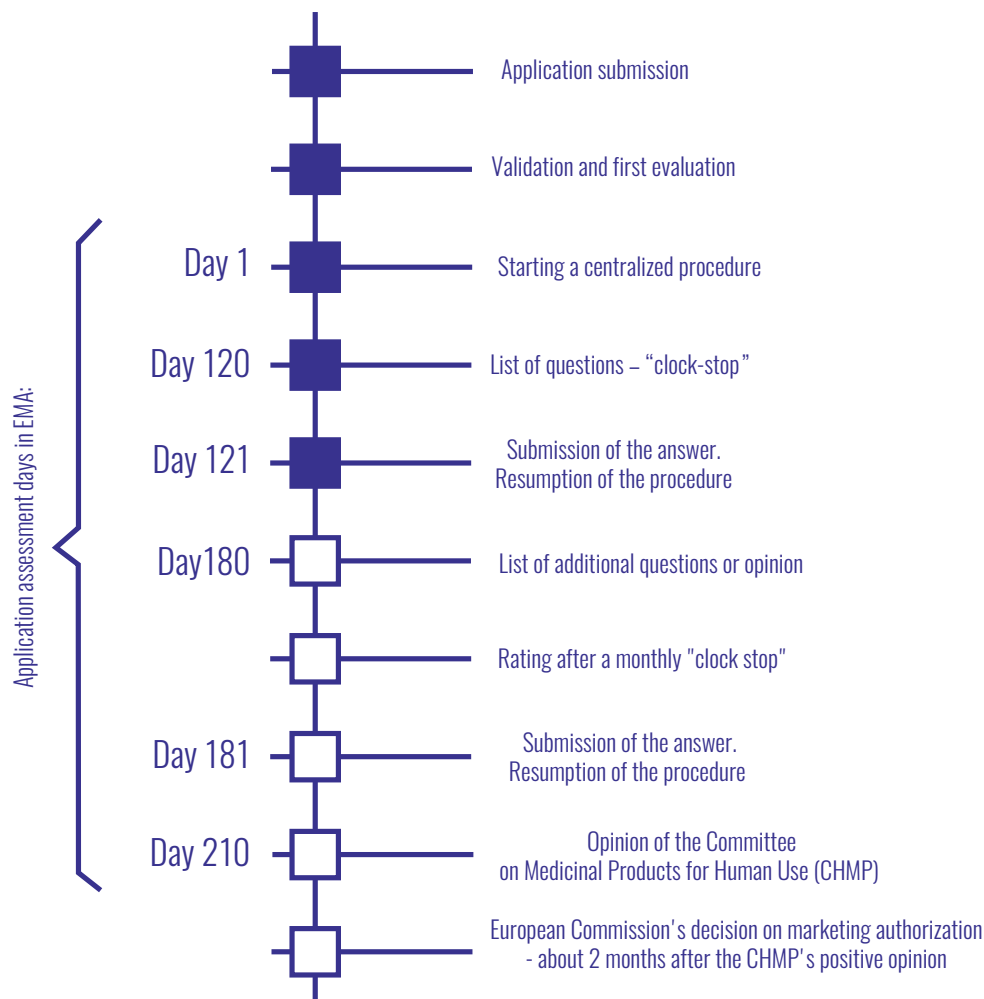 Application submission
Validation and first evaluation
Application assessment days in EMA:
Day 1
Starting a centralized procedure
Day 120
List of questions – “clock-stop”
Day 121
Submission of the answer.
Resumption of the procedure
Day180
List of additional questions or opinion
Rating after a monthly "clock stop"
Day 181
Submission of the answer.
Resumption of the procedure
Day 210
Opinion of the Committee
on Medicinal Products for Human Use (CHMP)
European Commission's decision on marketing authorization
- about 2 months after the CHMP's positive opinion